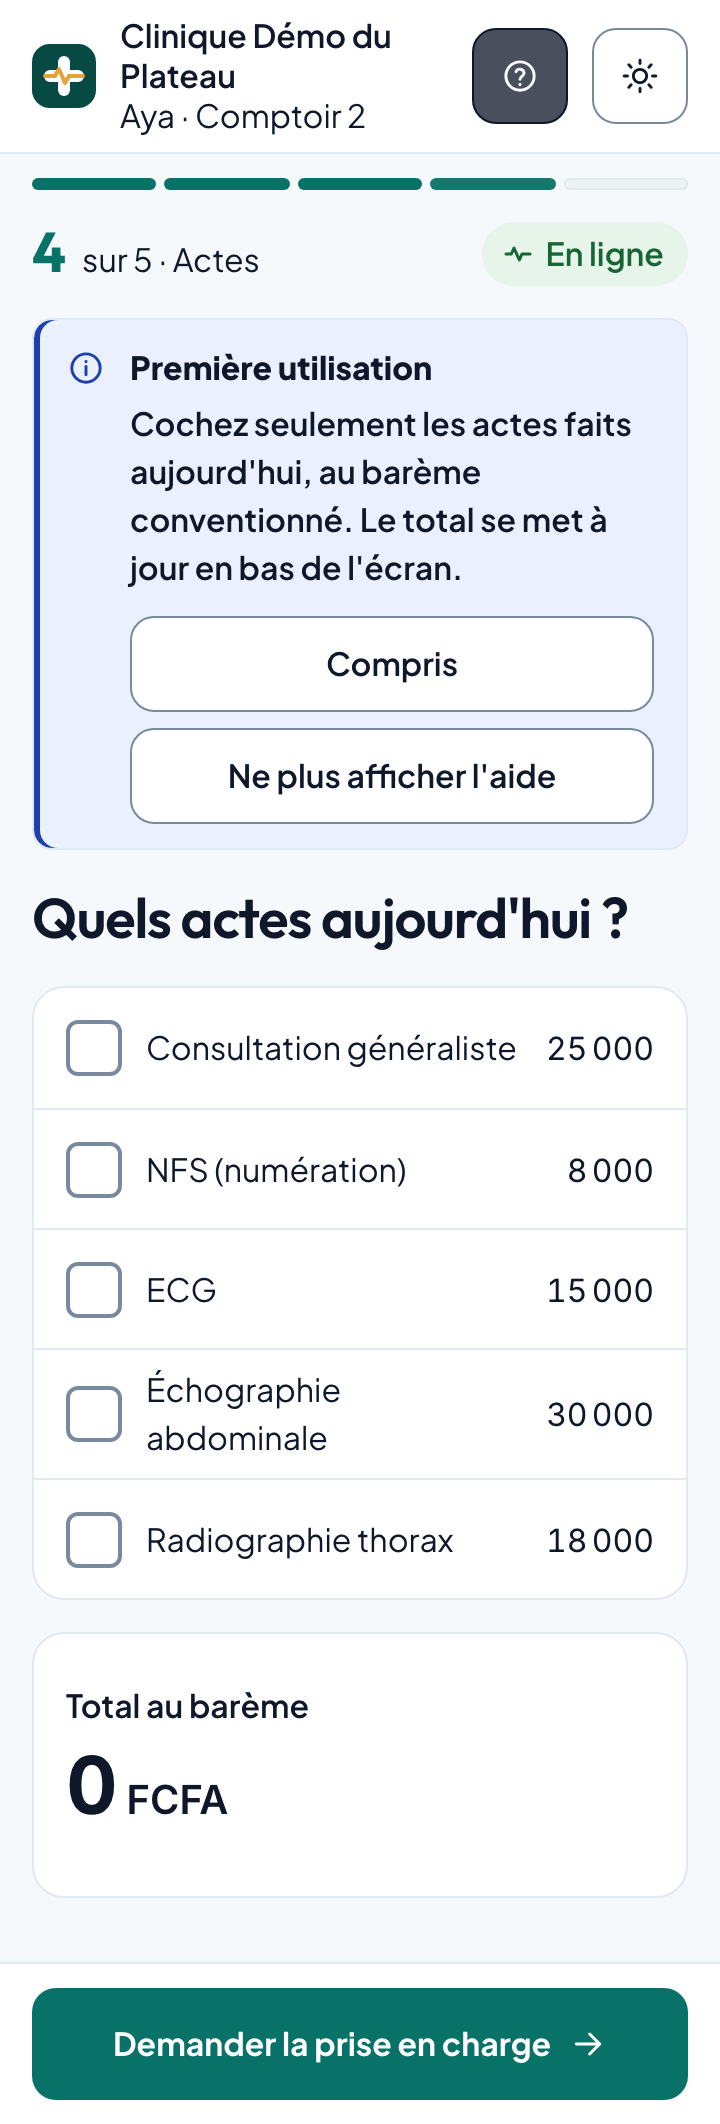 Clinique Démo du
Plateau
Aya · Comptoir 2
4 sur 5 · Actes
En ligne
Première utilisation
Cochez seulement les actes faits
aujourd'hui, au barème
conventionné. Le total se met à
jour en bas de l'écran.
Compris
Ne plus afficher l'aide
Quels actes aujourd'hui ?
Consultation généraliste 25 000
NFS (numération) 8 000
ECG 15 000
Échographie
abdominale 30 000
Radiographie thorax 18 000
Total au barème
0 FCFA
Demander la prise en charge →